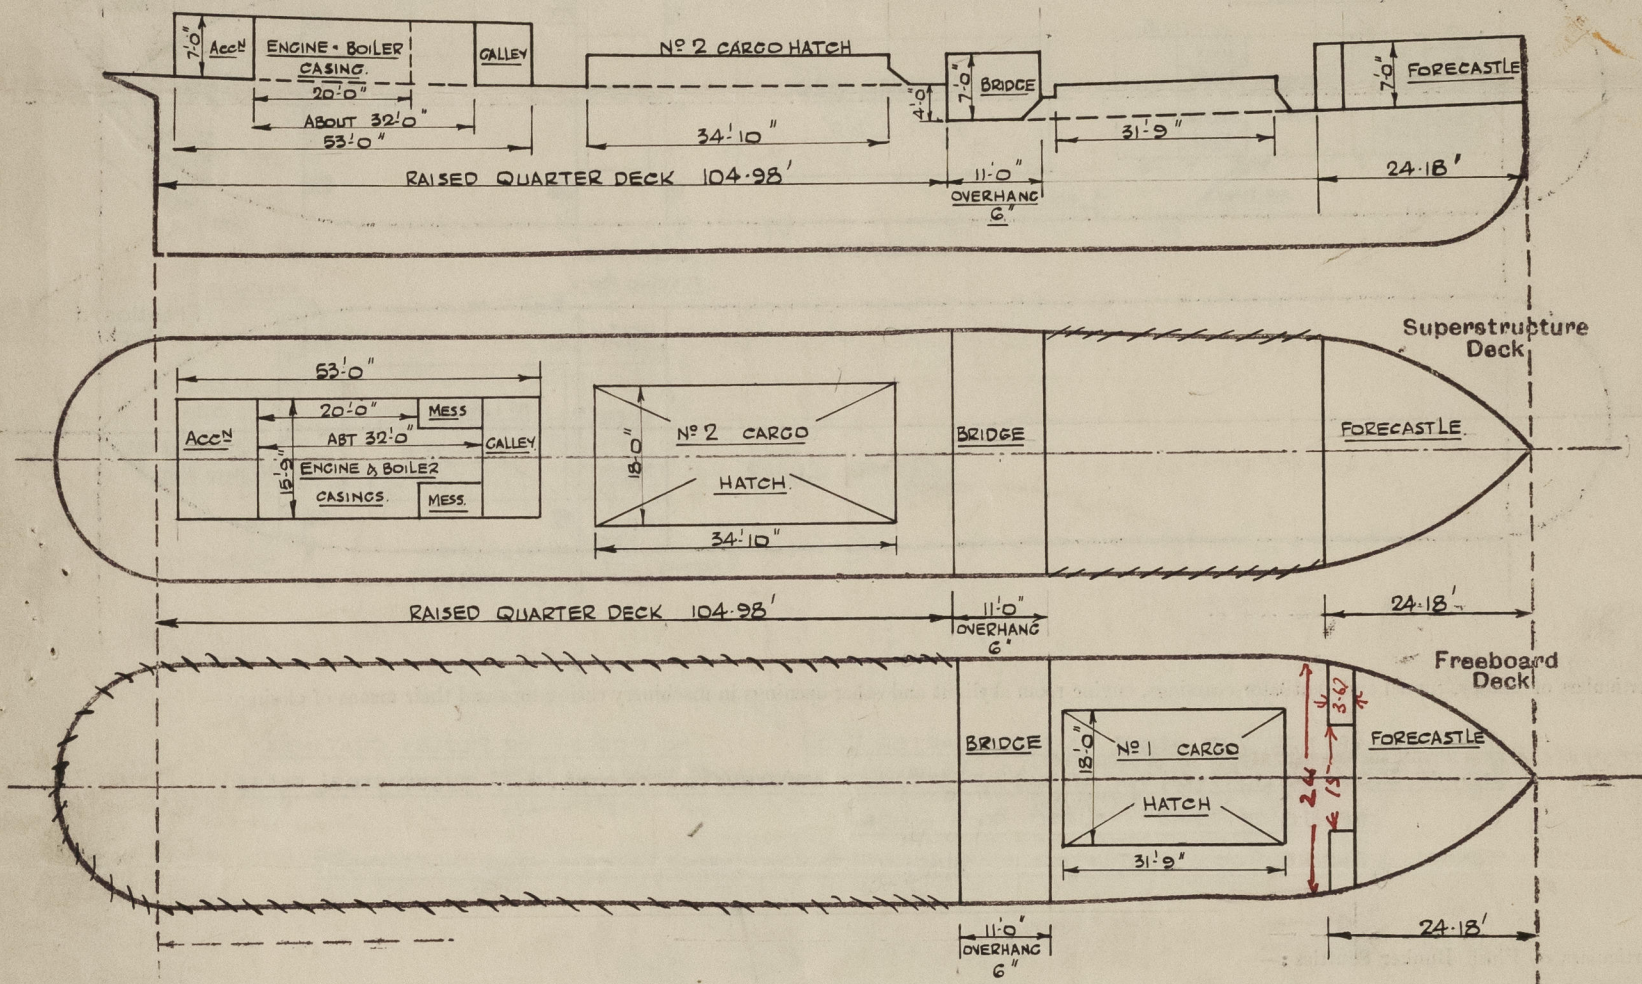 7'-0"
ACCN
ENGINE & BOILER
CASING.
GALLEY
20'-0"
ABOUT 32'-0"
53'-0"
No 2 CARGO HATCH
34'-10"
4'-0"
7'-0"
BRIDGE
31'-9"
7'-0"
FORECASTLE
RAISED QUARTER DECK 104.98'
11'-0"
OVERHANG
6"
24.18'
Superstructure
Deck
53'-0"
20'-0"
MESS
ACCN
ABT 32'-0"
GALLEY
15'-9"
ENGINE & BOILER
CASINGS.
MESS.
18'-0"
No 2 CARGO
HATCH.
34'-10"
BRIDGE
FORECASTLE.
RAISED QUARTER DECK 104.98'
11'-0"
OVERHANG
6"
24.18'
Freeboard
Deck
BRIDGE
18'-0"
No 1 CARGO
HATCH
31'-9"
3.67
15
FORECASTLE
11'-0"
OVERHANG
6"
24.18'